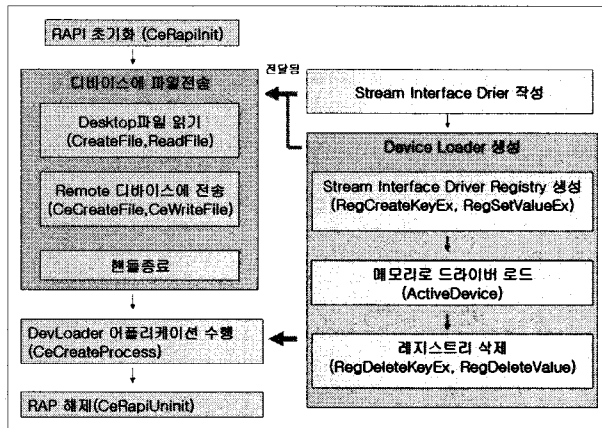 RAPI 초기화 (CeRapiInit)
디바이스에 파일전송
Desktop파일 읽기
(CreateFile,ReadFile)
Remote 디바이스에 전송
(CeCreateFile,CeWriteFile)
핸들종료
DevLoader 어플리케이션 수행
(CeCreateProcess)
RAP 해제(CeRapiUninit)
전달됨
Stream Interface Drier 작성
Device Loader 생성
Stream Interface Driver Registry 생성
(RegCreateKeyEx, RegSetValueEx)
메모리로 드라이버 로드
(ActiveDevice)
레지스트리 삭제
(RegDeleteKeyEx, RegDeleteValue)